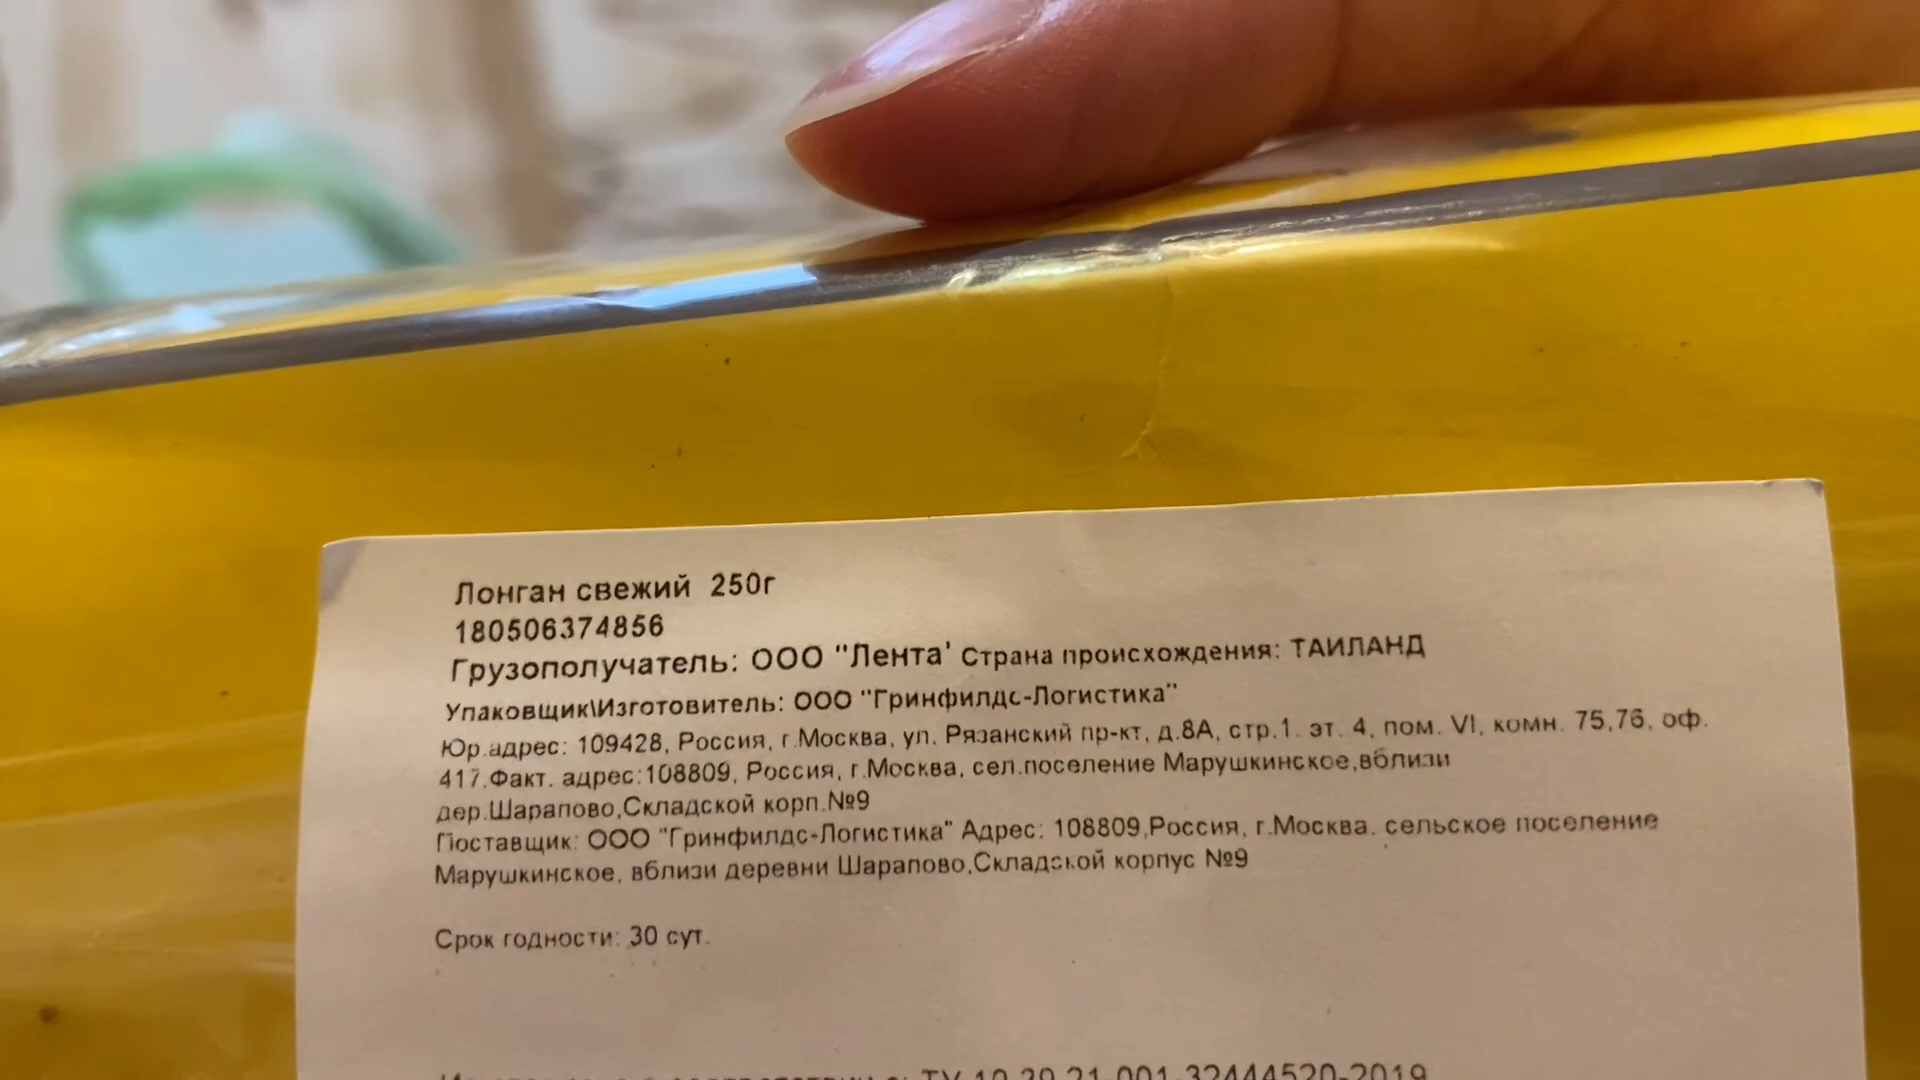 Лонган свежий 250г
180506374856
Грузополучатель: ООО "Лента' Страна происхождения: ТАИЛАНД
Упаковщик\Изготовитель: ООО "Гринфилдс-Логистика"
Юр.адрес: 109428, Россия, г.Москва, ул. Рязанский пр-кт, д.8А, стр.1. эт. 4, пом. VI, комн. 75,76, оф.
417.Факт. адрес:108809, Россия, г.Москва, сел.поселение Марушкинское,вблизи
дер.Шарапово,Складской корп.№9
Поставщик: ООО "Гринфилдс-Логистика" Адрес: 108809,Россия, г.Москва. сельское поселение
Марушкинское, вблизи деревни Шарапово,Складской корпус №9
Срок годности: 30 сут.
ТУ 10.39.21.001.32444520-2019